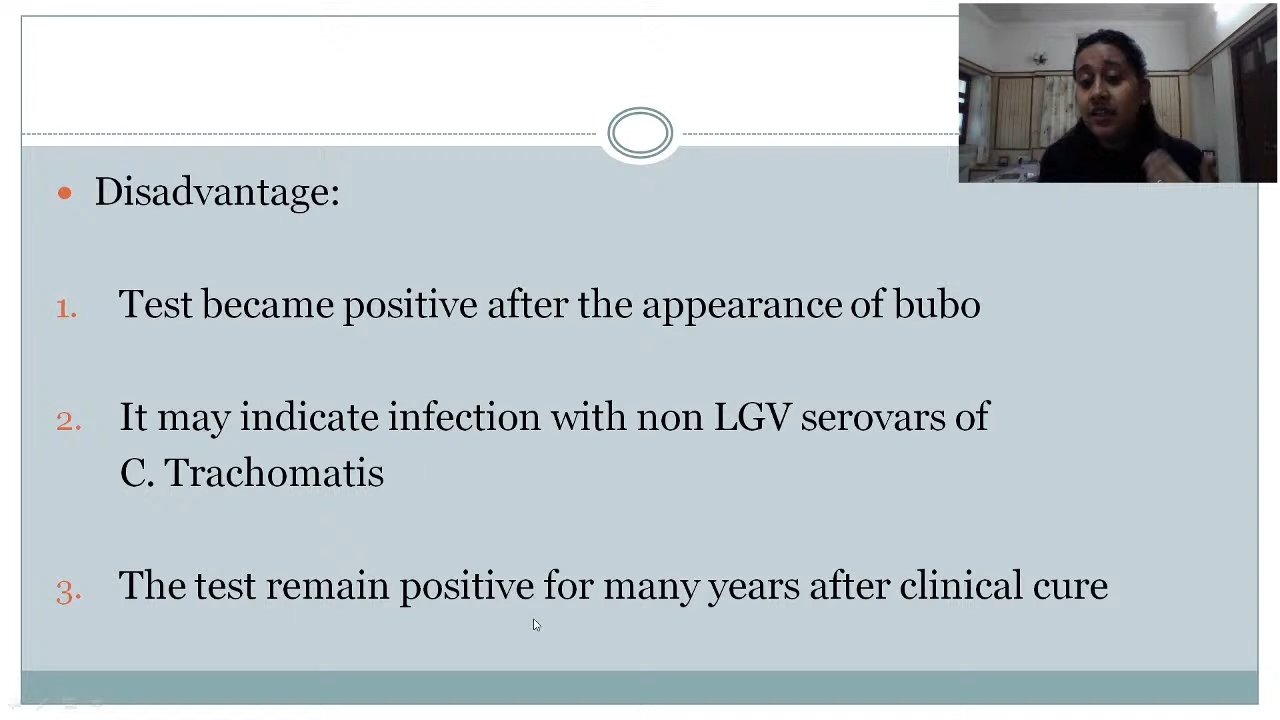 Disadvantage:
1. Test became positive after the appearance of bubo
2. It may indicate infection with non LGV serovars of
C. Trachomatis
3. The test remain positive for many years after clinical cure